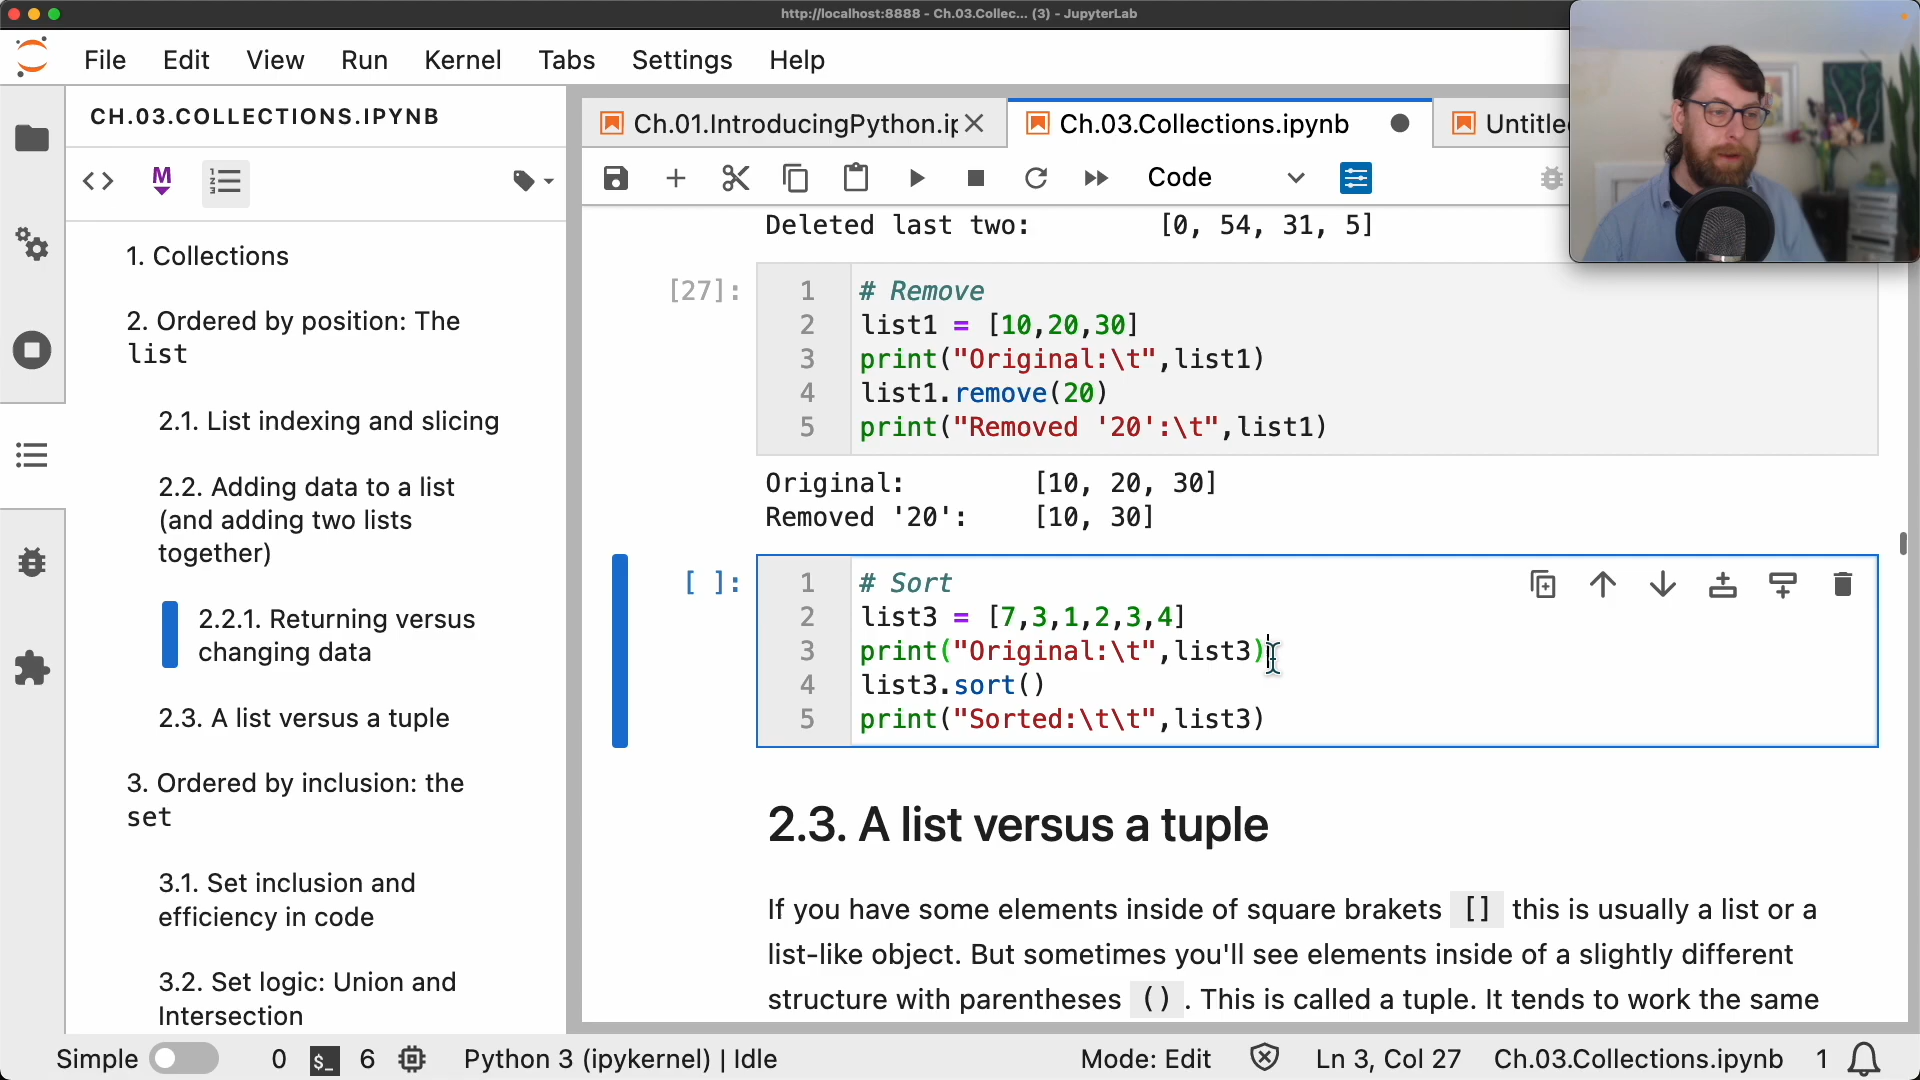 http://localhost:8888 - Ch.03.Collec... (3) - JupyterLab
File Edit View Run Kernel Tabs Settings Help
CH.03.COLLECTIONS.IPYNB
Ch.01.IntroducingPython.ip
Ch.03.Collections.ipynb
Untitle
Code
1. Collections
2. Ordered by position: The
list
2.1. List indexing and slicing
2.2. Adding data to a list
(and adding two lists
together)
2.2.1. Returning versus
changing data
2.3. A list versus a tuple
3. Ordered by inclusion: the
set
3.1. Set inclusion and
efficiency in code
3.2. Set logic: Union and
Intersection
Deleted last two: [0, 54, 31, 5]
[27]:
1 # Remove
2 list1 = [10,20,30]
3 print("Original:\t",list1)
4 list1.remove(20)
5 print("Removed '20':\t",list1)
Original: [10, 20, 30]
Removed '20': [10, 30]
[ ]:
1 # Sort
2 list3 = [7,3,1,2,3,4]
3 print("Original:\t",list3)
4 list3.sort()
5 print("Sorted:\t\t",list3)
2.3. A list versus a tuple
If you have some elements inside of square brakets [] this is usually a list or a
list-like object. But sometimes you'll see elements inside of a slightly different
structure with parentheses (). This is called a tuple. It tends to work the same
Simple 0 $_ 6 Python 3 (ipykernel) | Idle Mode: Edit Ln 3, Col 27 Ch.03.Collections.ipynb 1